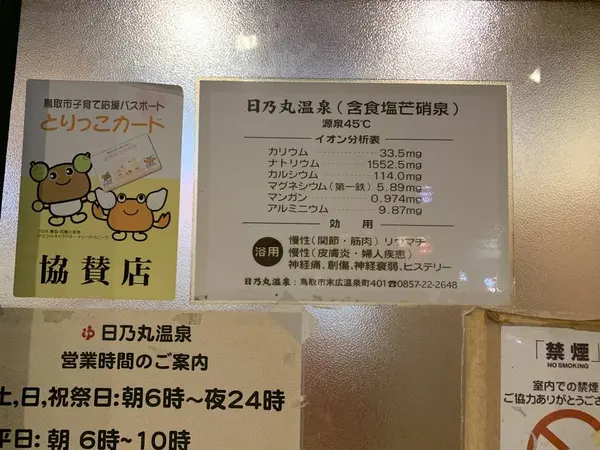 鳥取市子育て応援パスポート
とりっこカード
協賛店
日乃丸温泉(含食塩芒硝泉)
源泉45℃
イオン分析表
カリウム 33.5mg
ナトリウム 1552.5mg
カルシウム 114.0mg
マグネシウム(第一鉄) 5.89mg
マンガン 0.974mg
アルミニウム 9.87mg
効用
浴用
慢性(関節・筋肉)リウマチ
慢性(皮膚炎・婦人疾患)
神経痛、創傷、神経衰弱、ヒステリー
日乃丸温泉:鳥取市末広温泉町401☎0857-22-2648
ゆ 日乃丸温泉
営業時間のご案内
土,日,祝祭日:朝6時～夜24時
平日:朝 6時~10時
「禁煙」
NO SMOKING
室内での禁煙
ご協力ありがとうござ